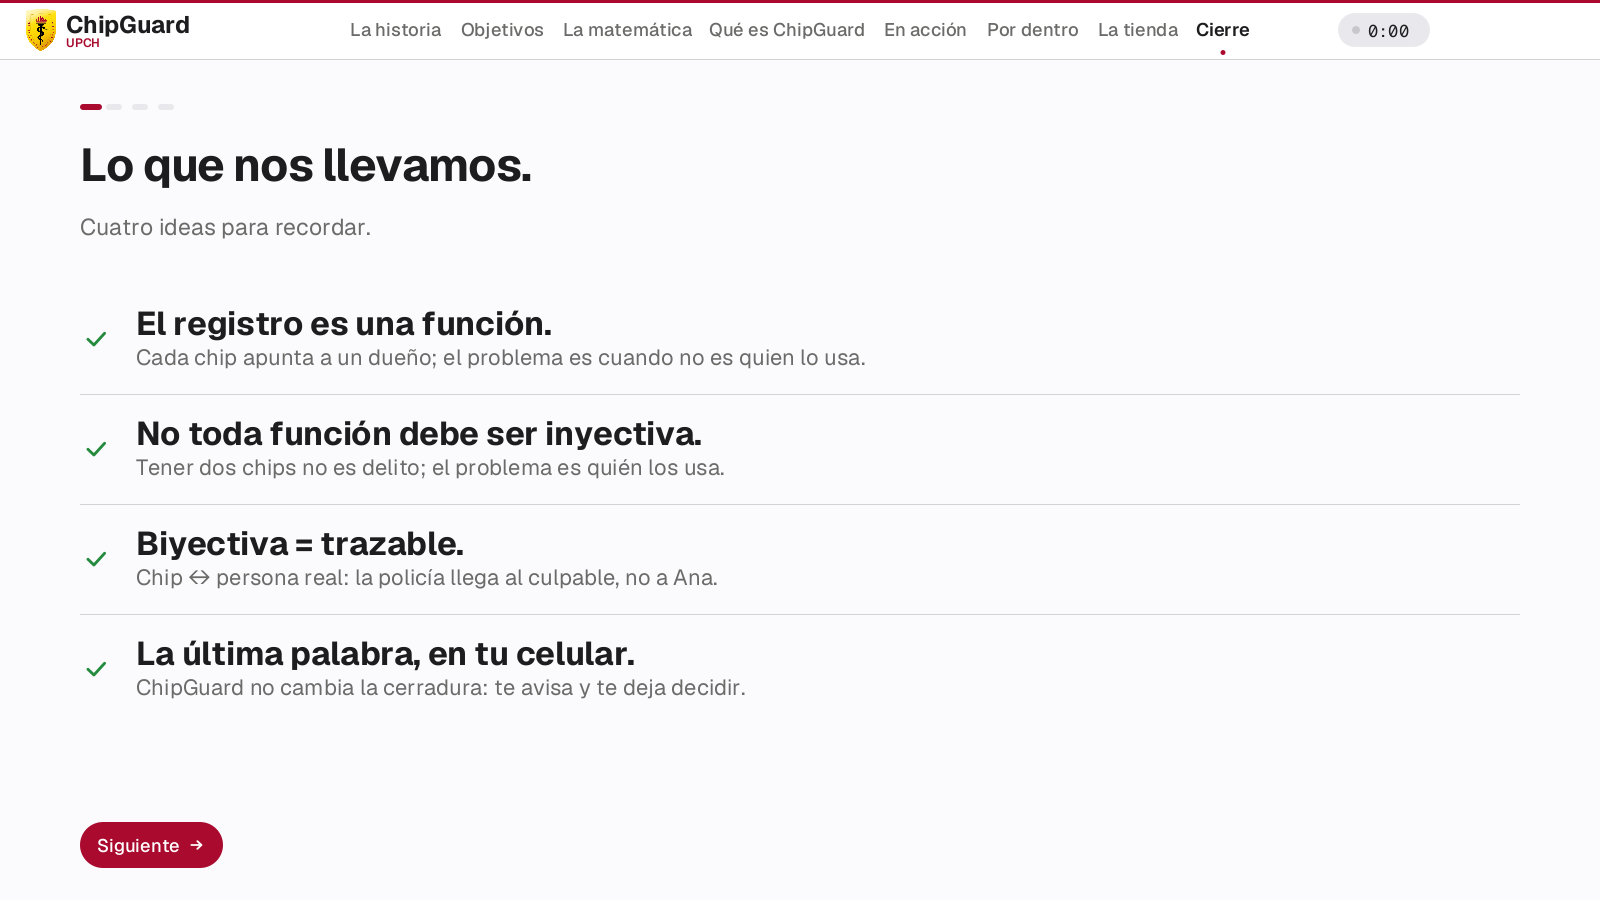 ChipGuard
UPCH
La historia
Objetivos
La matemática
Qué es ChipGuard
En acción
Por dentro
La tienda
Cierre
0:00
Lo que nos llevamos.
Cuatro ideas para recordar.
El registro es una función.
Cada chip apunta a un dueño; el problema es cuando no es quien lo usa.
No toda función debe ser inyectiva.
Tener dos chips no es delito; el problema es quién los usa.
Biyectiva = trazable.
Chip ↔ persona real: la policía llega al culpable, no a Ana.
La última palabra, en tu celular.
ChipGuard no cambia la cerradura: te avisa y te deja decidir.
Siguiente →